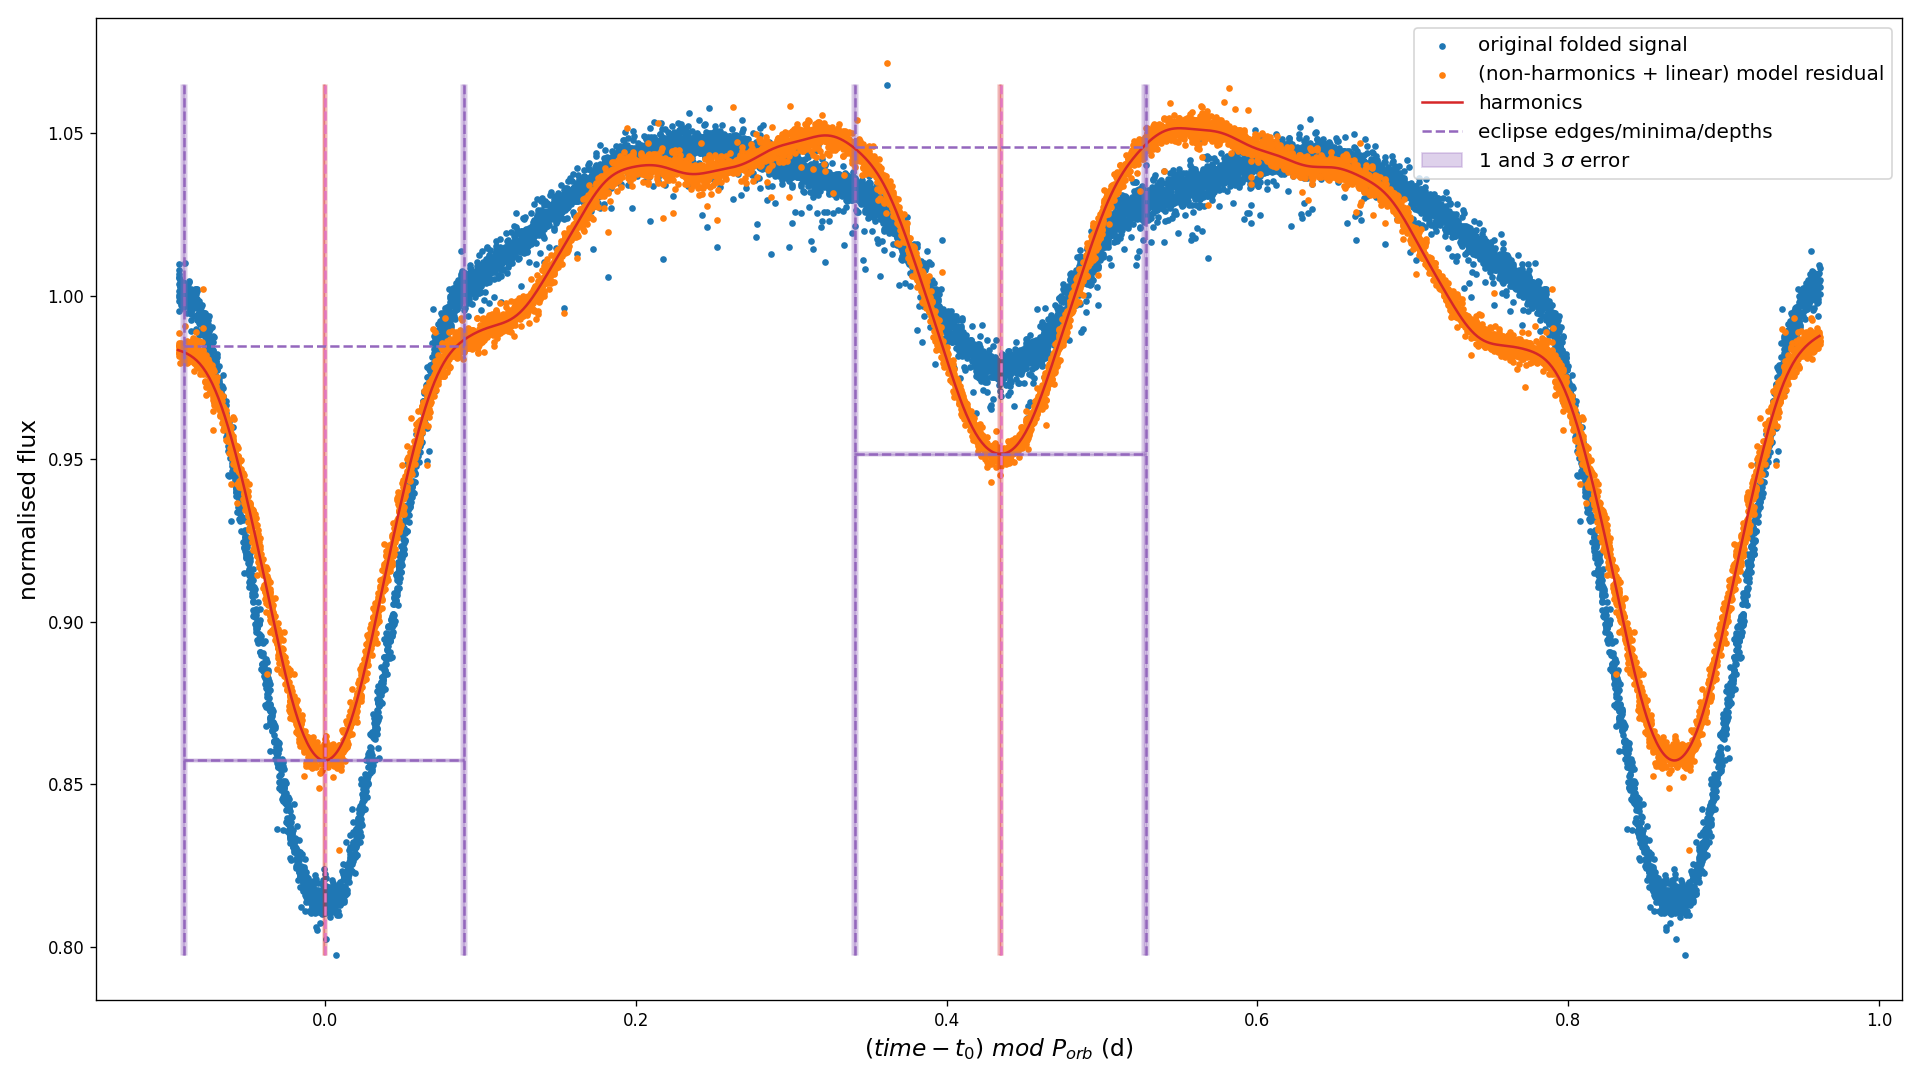 original folded signal
(non-harmonics + linear) model residual
harmonics
eclipse edges/minima/depths
1 and 3 σ error
normalised flux
1.05
1.00
0.95
0.90
0.85
0.80
0.0 0.2 0.4 0.6 0.8 1.0
(time − t₀) mod Pₒᵣ₆ (d)